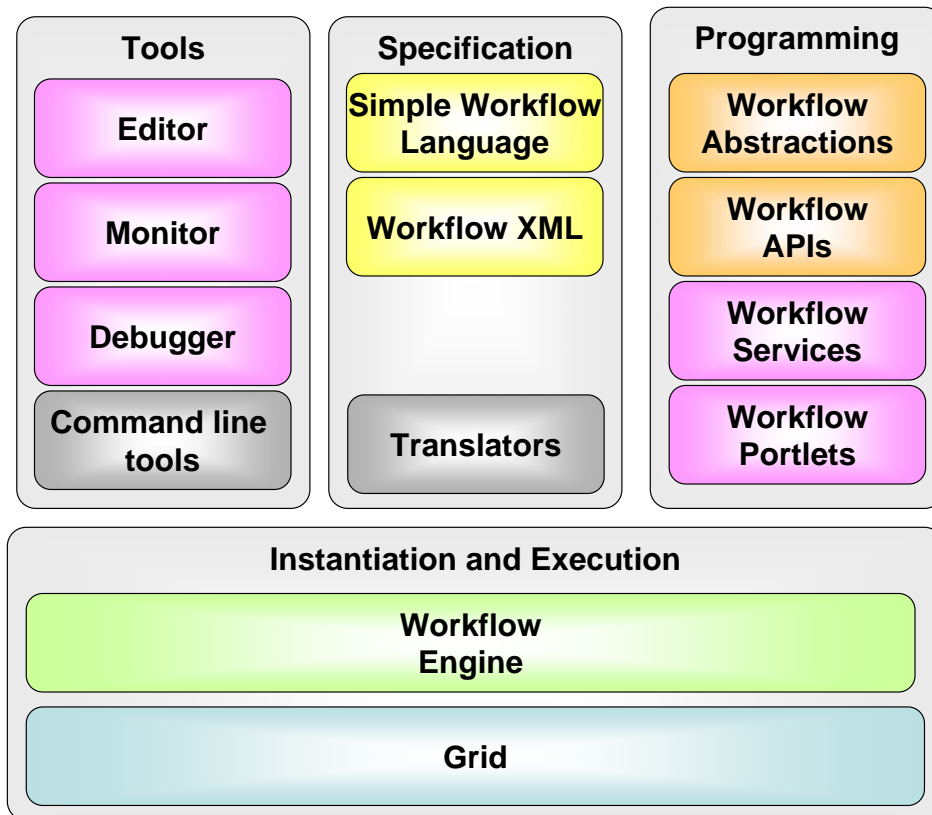 Tools
Editor
Monitor
Debugger
Command line
tools
Specification
Simple Workflow
Language
Workflow XML
Translators
Programming
Workflow
Abstractions
Workflow
APIs
Workflow
Services
Workflow
Portlets
Instantiation and Execution
Workflow
Engine
Grid